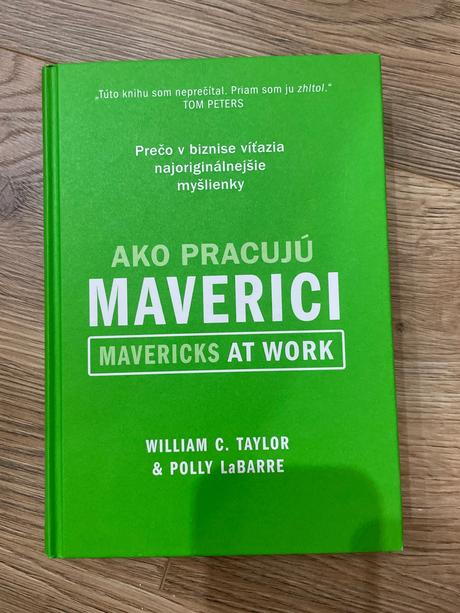 „Túto knihu som neprečítal. Priam som ju zhltol.“
TOM PETERS
Prečo v biznise víťazia
najoriginálnejšie
myšlienky
AKO PRACUJÚ
MAVERICI
MAVERICKS AT WORK
WILLIAM C. TAYLOR
& POLLY LaBARRE